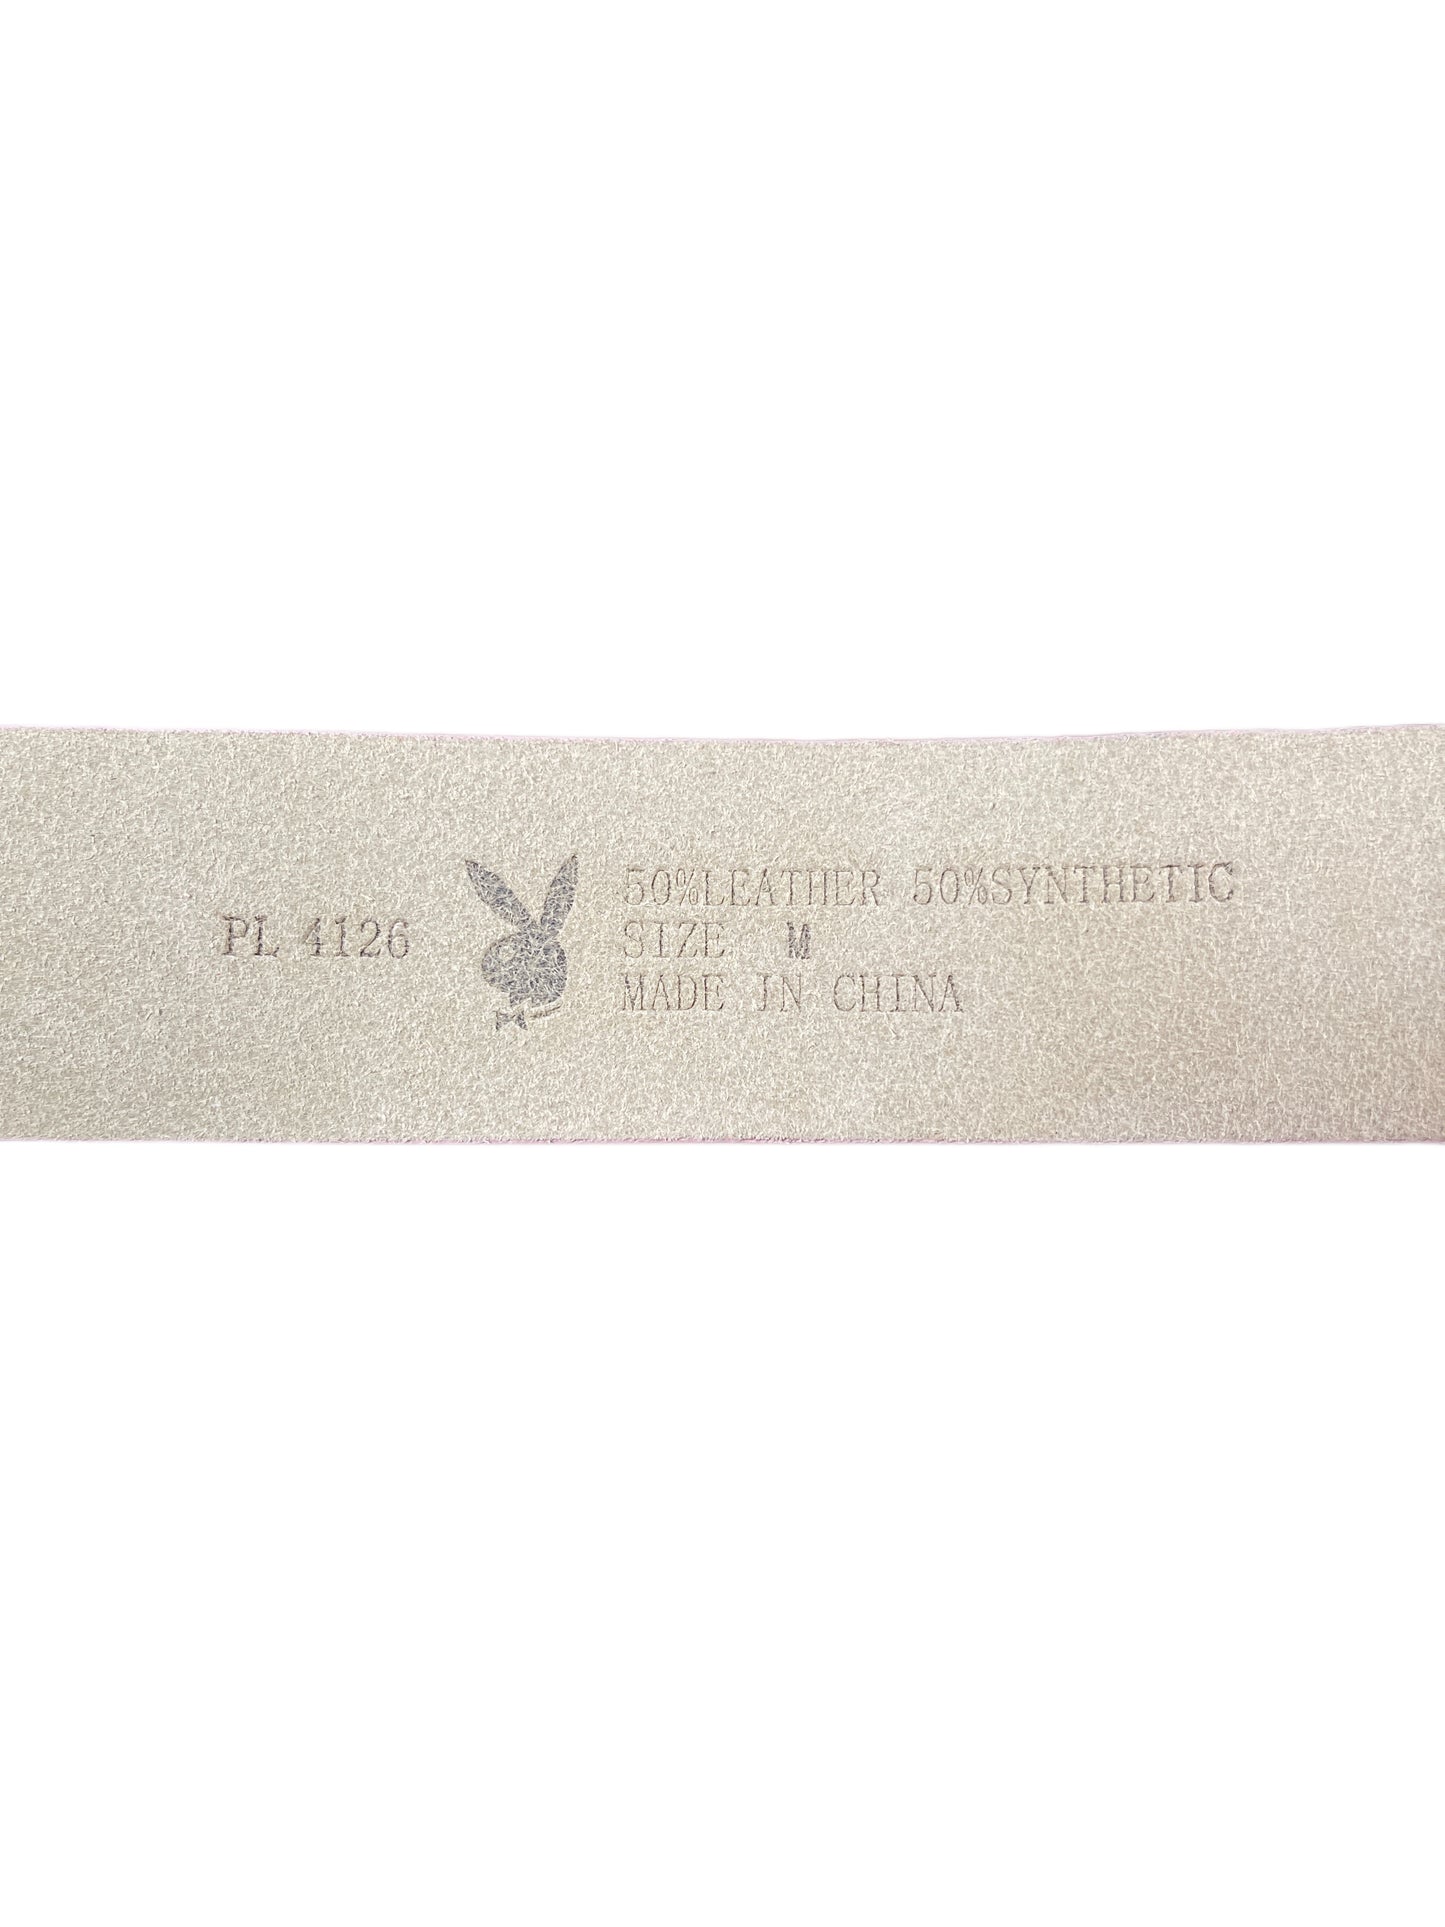 PL 4126
50%LEATHER 50%SYNTHETIC
SIZE M
MADE IN CHINA